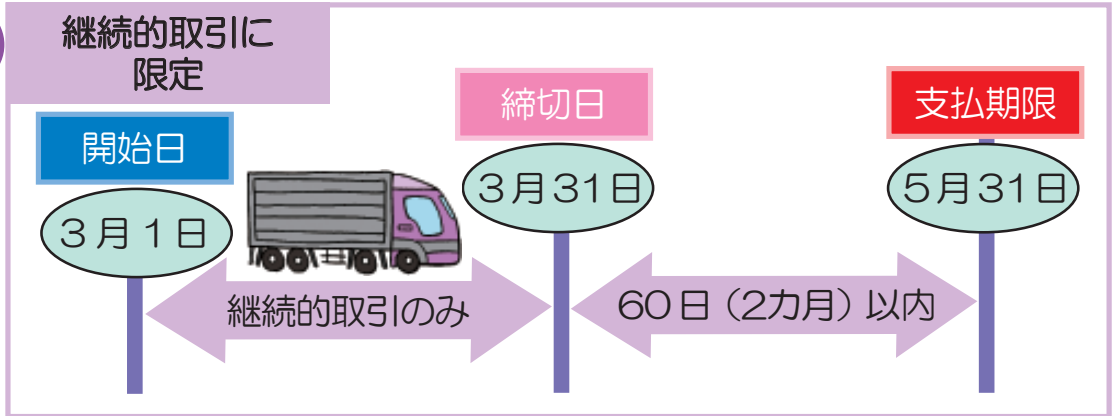 継続的取引に
限定
開始日
締切日
支払期限
3月1日
3月31日
5月31日
継続的取引のみ
60日(2カ月)以内